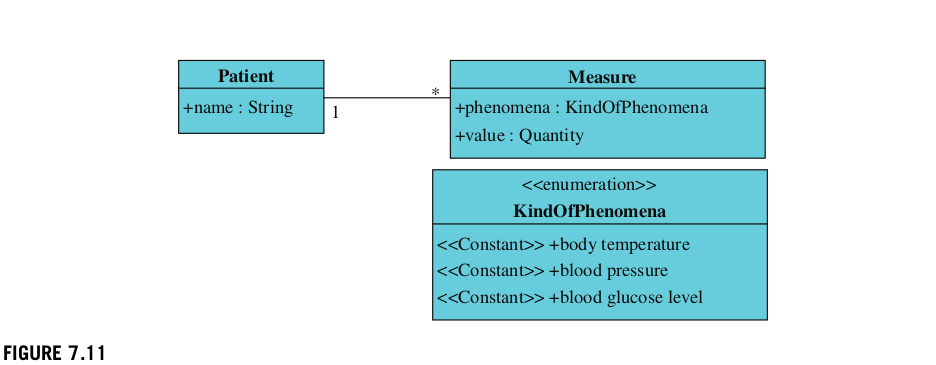 Patient
+name : String
1
*
Measure
+phenomena : KindOfPhenomena
+value : Quantity
<<enumeration>>
KindOfPhenomena
<<Constant>> +body temperature
<<Constant>> +blood pressure
<<Constant>> +blood glucose level
FIGURE 7.11